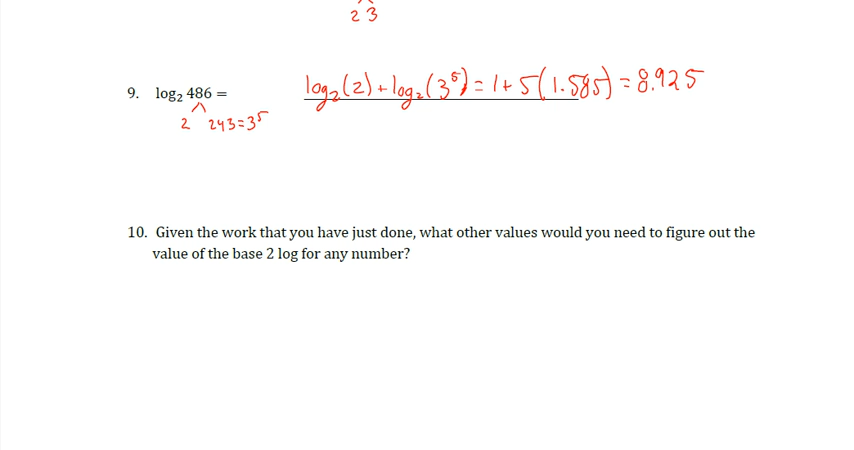 2 3
9. log₂ 486 = log₂(2) + log₂(3⁵) = 1 + 5(1.585) = 8.925
2 243=3⁵
10. Given the work that you have just done, what other values would you need to figure out the
value of the base 2 log for any number?